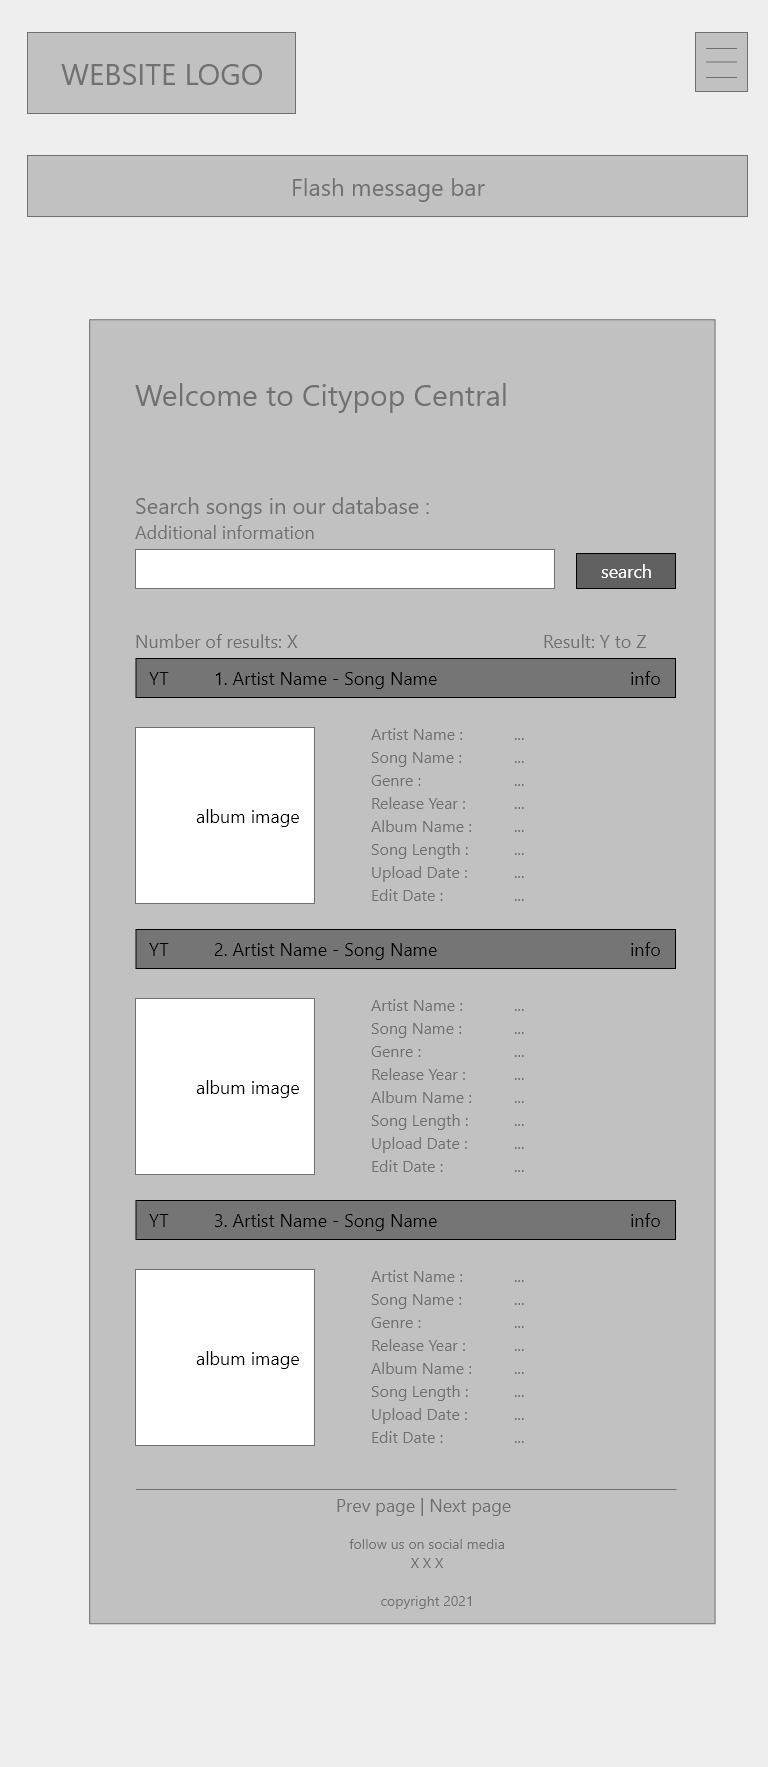 WEBSITE LOGO
Flash message bar
Welcome to Citypop Central
Search songs in our database :
Additional information
search
Number of results: X Result: Y to Z
YT 1. Artist Name - Song Name info
album image
Artist Name : ...
Song Name : ...
Genre : ...
Release Year : ...
Album Name : ...
Song Length : ...
Upload Date : ...
Edit Date : ...
YT 2. Artist Name - Song Name info
album image
Artist Name : ...
Song Name : ...
Genre : ...
Release Year : ...
Album Name : ...
Song Length : ...
Upload Date : ...
Edit Date : ...
YT 3. Artist Name - Song Name info
album image
Artist Name : ...
Song Name : ...
Genre : ...
Release Year : ...
Album Name : ...
Song Length : ...
Upload Date : ...
Edit Date : ...
Prev page | Next page
follow us on social media
X X X
copyright 2021